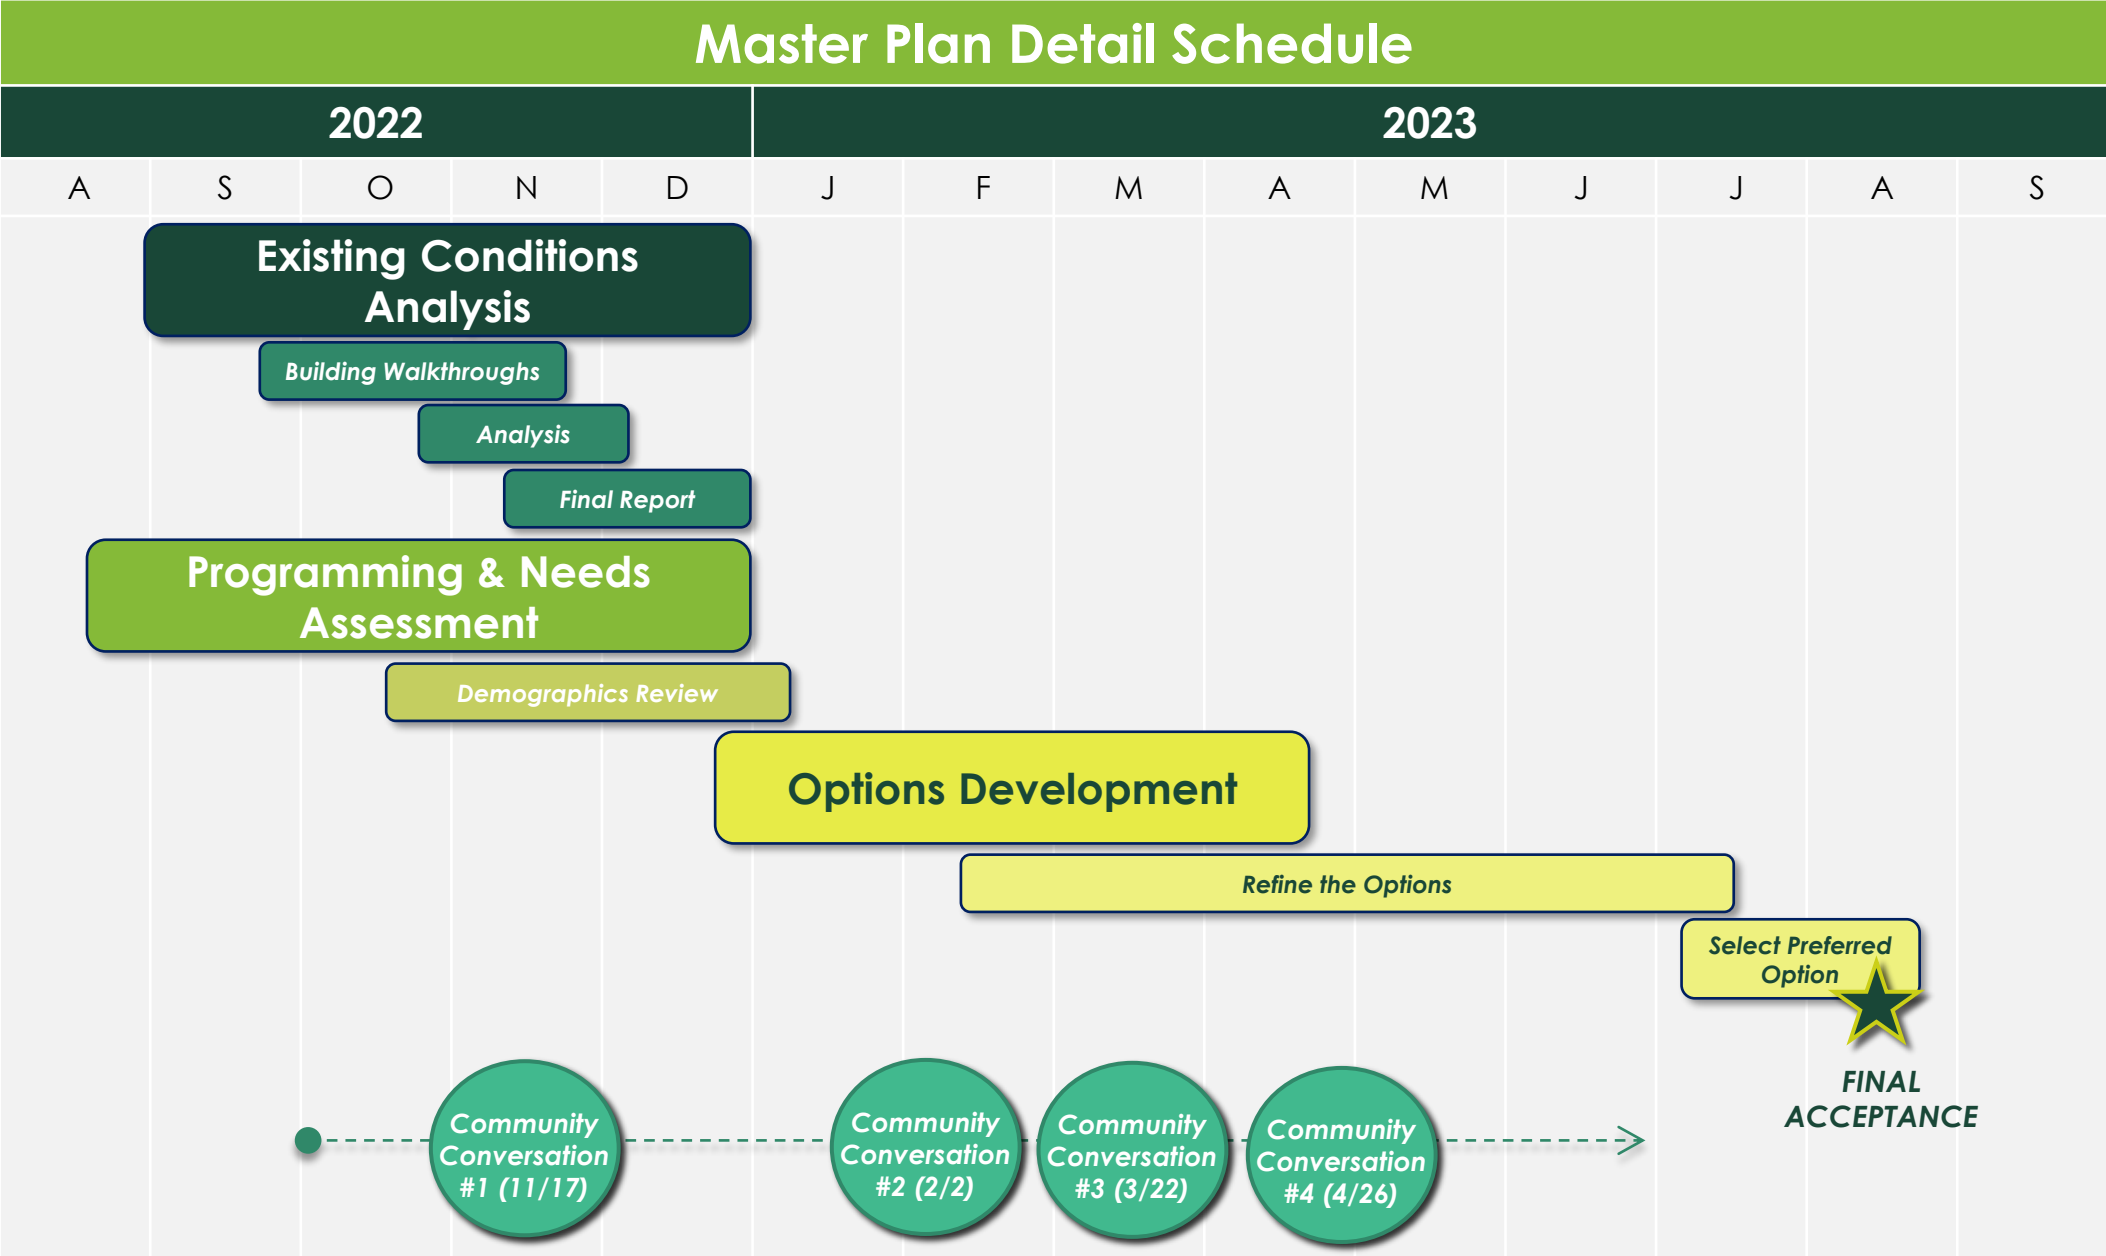 Master Plan Detail Schedule
2022 2023
A S O N D J F M A M J J A S
Existing Conditions
Analysis
Building Walkthroughs
Analysis
Final Report
Programming & Needs
Assessment
Demographics Review
Options Development
Refine the Options
Select Preferred
Option
FINAL
ACCEPTANCE
Community
Conversation
#1 (11/17)
Community
Conversation
#2 (2/2)
Community
Conversation
#3 (3/22)
Community
Conversation
#4 (4/26)